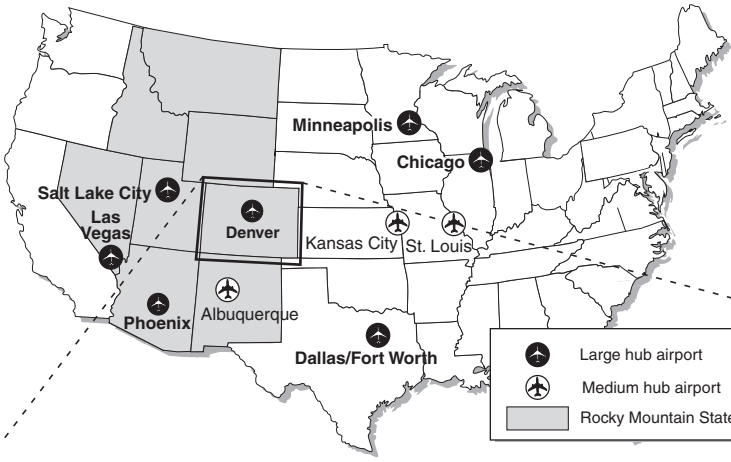 Minneapolis
Chicago
Salt Lake City
Las
Vegas
Denver
Kansas City
St. Louis
Phoenix
Albuquerque
Dallas/Fort Worth
Large hub airport
Medium hub airport
Rocky Mountain State